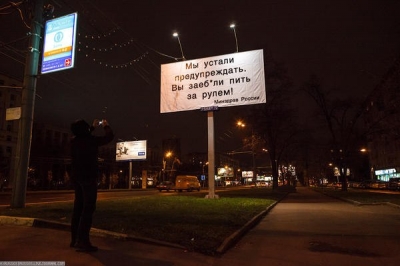 Мы устали
предупреждать.
Вы заеб*ли пить
за рулем!
Минздрав России